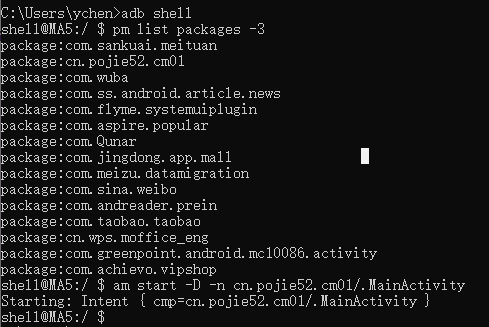 C:\Users\ychen>adb shell
shell@MA5:/ $ pm list packages -3
package:com.sankuai.meituan
package:cn.pojie52.cm01
package:com.wuba
package:com.ss.android.article.news
package:com.flyme.systemuiplugin
package:com.aspire.popular
package:com.Qunar
package:com.jingdong.app.mall
package:com.meizu.datamigration
package:com.sina.weibo
package:com.andreader.prein
package:com.taobao.taobao
package:cn.wps.moffice_eng
package:com.greenpoint.android.mc10086.activity
package:com.achievo.vipshop
shell@MA5:/ $ am start -D -n cn.pojie52.cm01/.MainActivity
Starting: Intent { cmp=cn.pojie52.cm01/.MainActivity }
shell@MA5:/ $